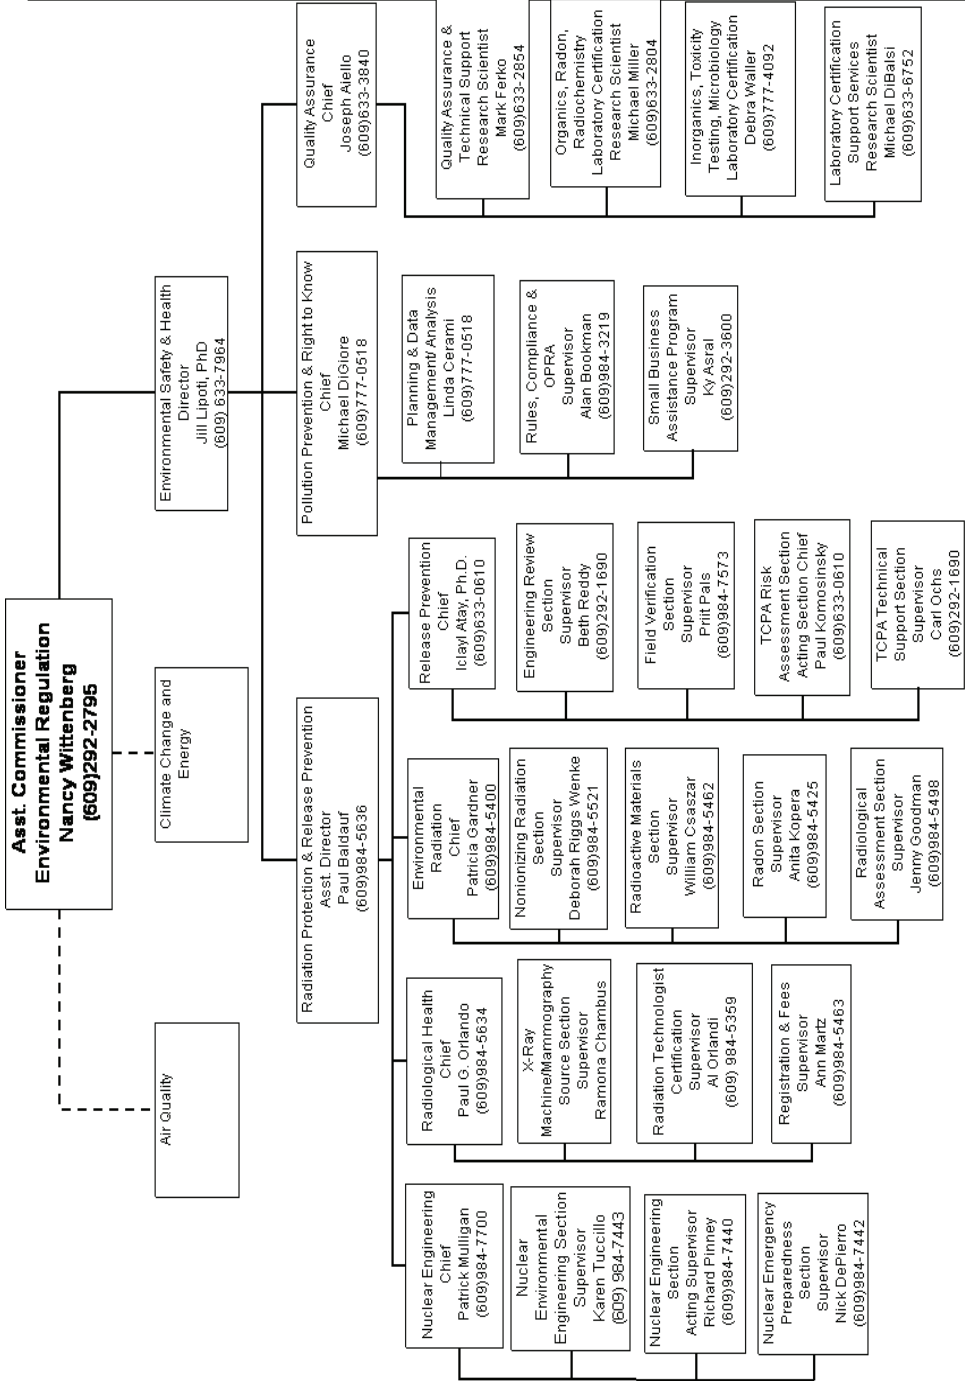 Asst. Commissioner
Environmental Regulation
Nancy Wittenberg
(609)292-2795
Air Quality
Climate Change and
Energy
Environmental Safety & Health
Director
Jill Lipoti, PhD
(609) 633-7964
Radiation Protection & Release Prevention
Asst. Director
Paul Baldauf
(609)984-5636
Pollution Prevention & Right to Know
Chief
Michael DiGiore
(609)777-0518
Quality Assurance
Chief
Joseph Aiello
(609)633-3840
Nuclear Engineering
Chief
Patrick Mulligan
(609)984-7700
Nuclear
Environmental
Engineering Section
Supervisor
Karen Tuccillo
(609) 984-7443
Nuclear Engineering
Section
Acting Supervisor
Richard Pinney
(609)984-7440
Nuclear Emergency
Preparedness
Section
Supervisor
Nick DePierro
(609)984-7442
Radiological Health
Chief
Paul G. Orlando
(609)984-5634
X-Ray
Machine/Mammography
Source Section
Supervisor
Ramona Chambus
Radiation Technologist
Certification
Supervisor
Al Orlandi
(609) 984-5359
Registration & Fees
Supervisor
Ann Martz
(609)984-5463
Environmental
Radiation
Chief
Patricia Gardner
(609)984-5400
Nonionizing Radiation
Section
Supervisor
Deborah Riggs Wenke
(609)984-5521
Radioactive Materials
Section
Supervisor
William Csaszar
(609)984-5462
Radon Section
Supervisor
Anita Kopera
(609)984-5425
Radiological
Assessment Section
Supervisor
Jenny Goodman
(609)984-5498
Release Prevention
Chief
Iclayl Atay, Ph.D.
(609)633-0610
Engineering Review
Section
Supervisor
Beth Reddy
(609)292-1690
Field Verification
Section
Supervisor
Priit Pals
(609)984-7573
TCPA Risk
Assessment Section
Acting Section Chief
Paul Komosinsky
(609)633-0610
TCPA Technical
Support Section
Supervisor
Carl Ochs
(609)292-1690
Planning & Data
Management/ Analysis
Linda Cerami
(609)777-0518
Rules, Compliance &
OPRA
Supervisor
Alan Bookman
(609)984-3219
Small Business
Assistance Program
Supervisor
Ky Asral
(609)292-3600
Quality Assurance &
Technical Support
Research Scientist
Mark Ferko
(609)633-2854
Organics, Radon,
Radiochemistry
Laboratory Certification
Research Scientist
Michael Miller
(609)633-2804
Inorganics, Toxicity
Testing, Microbiology
Laboratory Certification
Debra Waller
(609)777-4092
Laboratory Certification
Support Services
Research Scientist
Michael DiBalsi
(609)633-6752